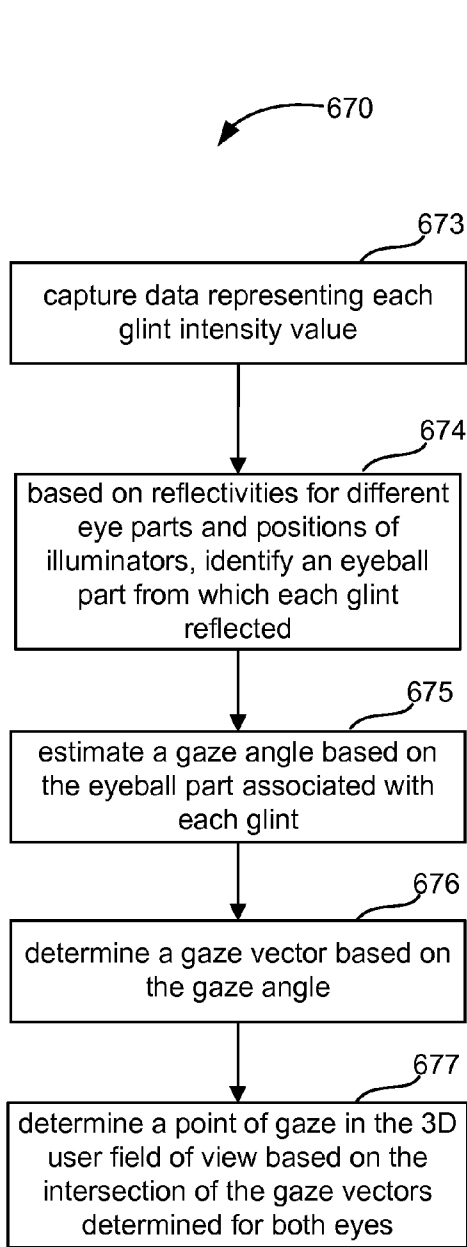 670
673
capture data representing each
glint intensity value
674
based on reflectivities for different
eye parts and positions of
illuminators, identify an eyeball
part from which each glint
reflected
675
estimate a gaze angle based on
the eyeball part associated with
each glint
676
determine a gaze vector based on
the gaze angle
677
determine a point of gaze in the 3D
user field of view based on the
intersection of the gaze vectors
determined for both eyes